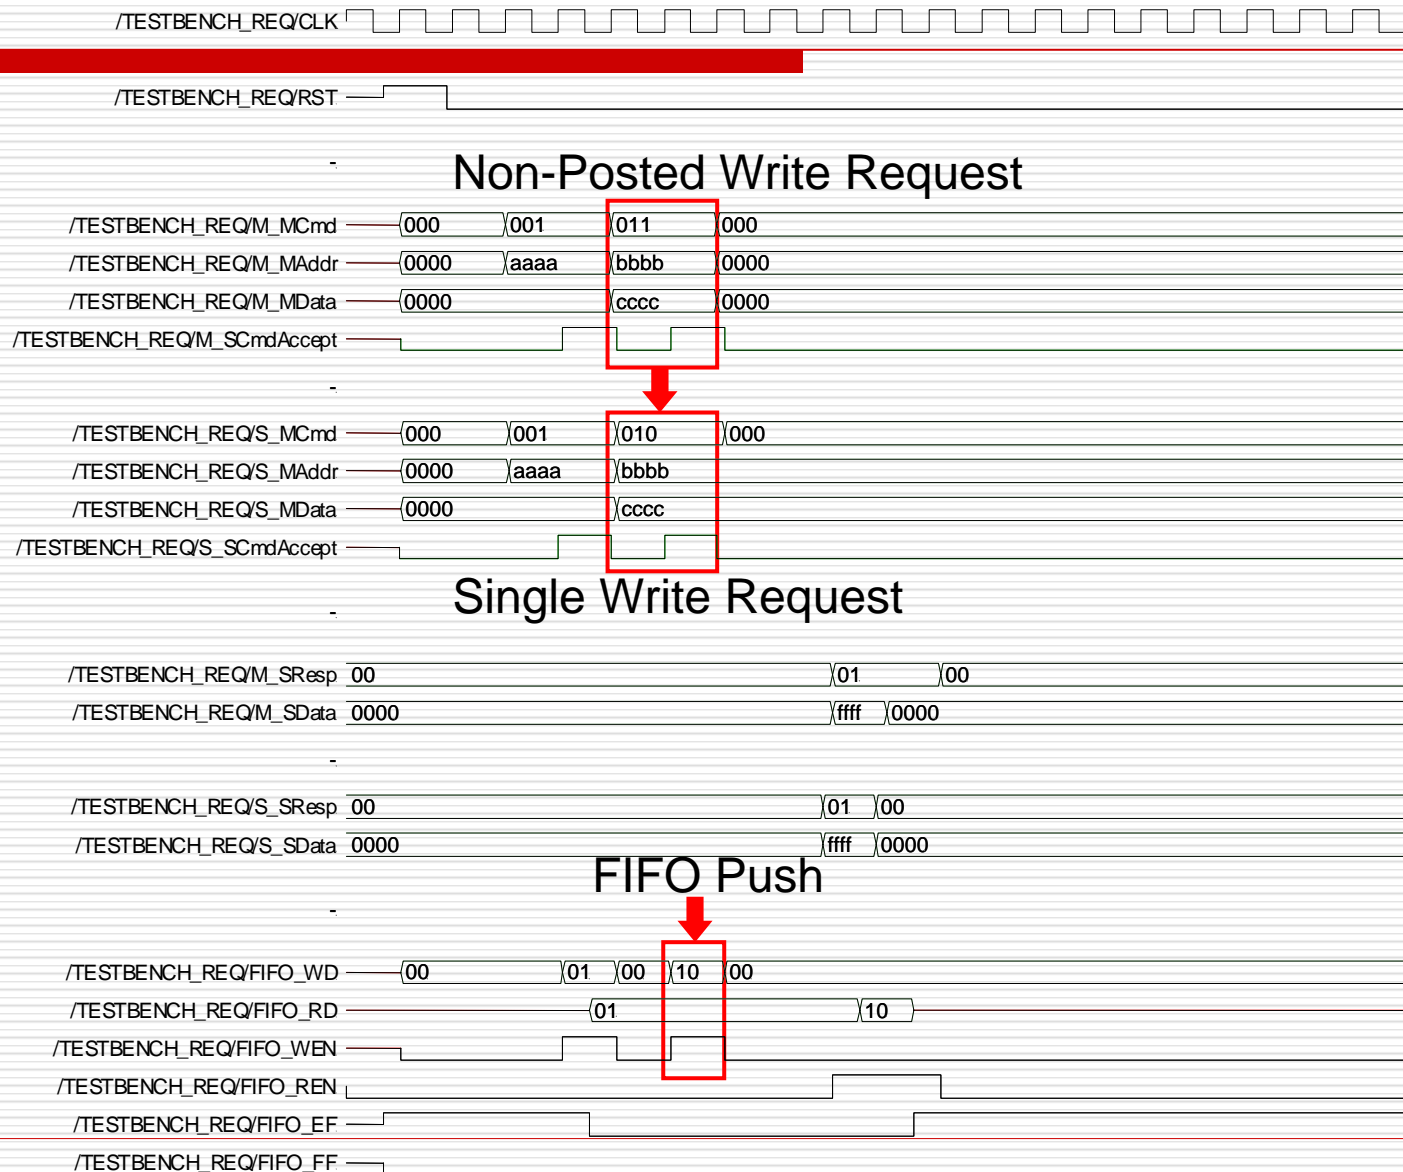 /TESTBENCH_REQ/CLK
/TESTBENCH_REQ/RST
-
Non-Posted Write Request
/TESTBENCH_REQ/M_MCmd 000 001 011 000
/TESTBENCH_REQ/M_MAddr 0000 aaaa bbbb 0000
/TESTBENCH_REQ/M_MData 0000 cccc 0000
/TESTBENCH_REQ/M_SCmdAccept
-
/TESTBENCH_REQ/S_MCmd 000 001 010 000
/TESTBENCH_REQ/S_MAddr 0000 aaaa bbbb
/TESTBENCH_REQ/S_MData 0000 cccc
/TESTBENCH_REQ/S_SCmdAccept
Single Write Request
-
/TESTBENCH_REQ/M_SResp 00 01 00
/TESTBENCH_REQ/M_SData 0000 ffff 0000
-
/TESTBENCH_REQ/S_SResp 00 01 00
/TESTBENCH_REQ/S_SData 0000 ffff 0000
FIFO Push
-
/TESTBENCH_REQ/FIFO_WD 00 01 00 10 00
/TESTBENCH_REQ/FIFO_RD 01 10
/TESTBENCH_REQ/FIFO_WEN
/TESTBENCH_REQ/FIFO_REN
/TESTBENCH_REQ/FIFO_EF
/TESTBENCH_REQ/FIFO_FF